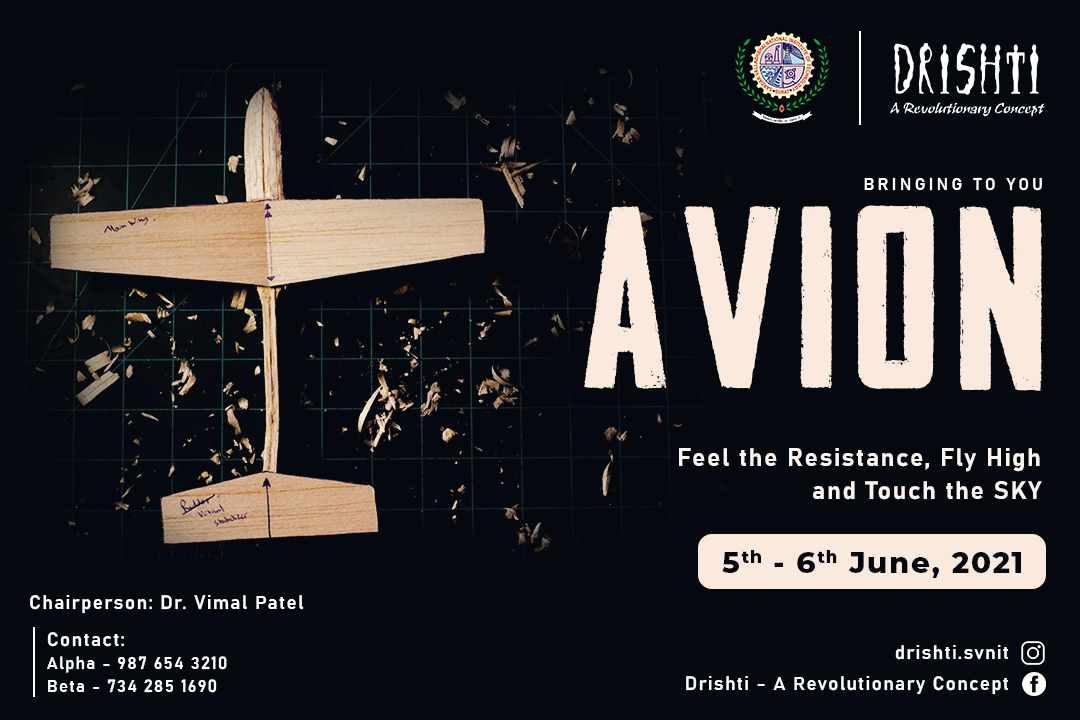 DRISHTI
A Revolutionary Concept
BRINGING TO YOU
AVION
Main Wing.
Feel the Resistance, Fly High
and Touch the SKY
5th - 6th June, 2021
Chairperson: Dr. Vimal Patel
Contact:
Alpha - 987 654 3210
Beta - 734 285 1690
drishti.svnit
Drishti - A Revolutionary Concept